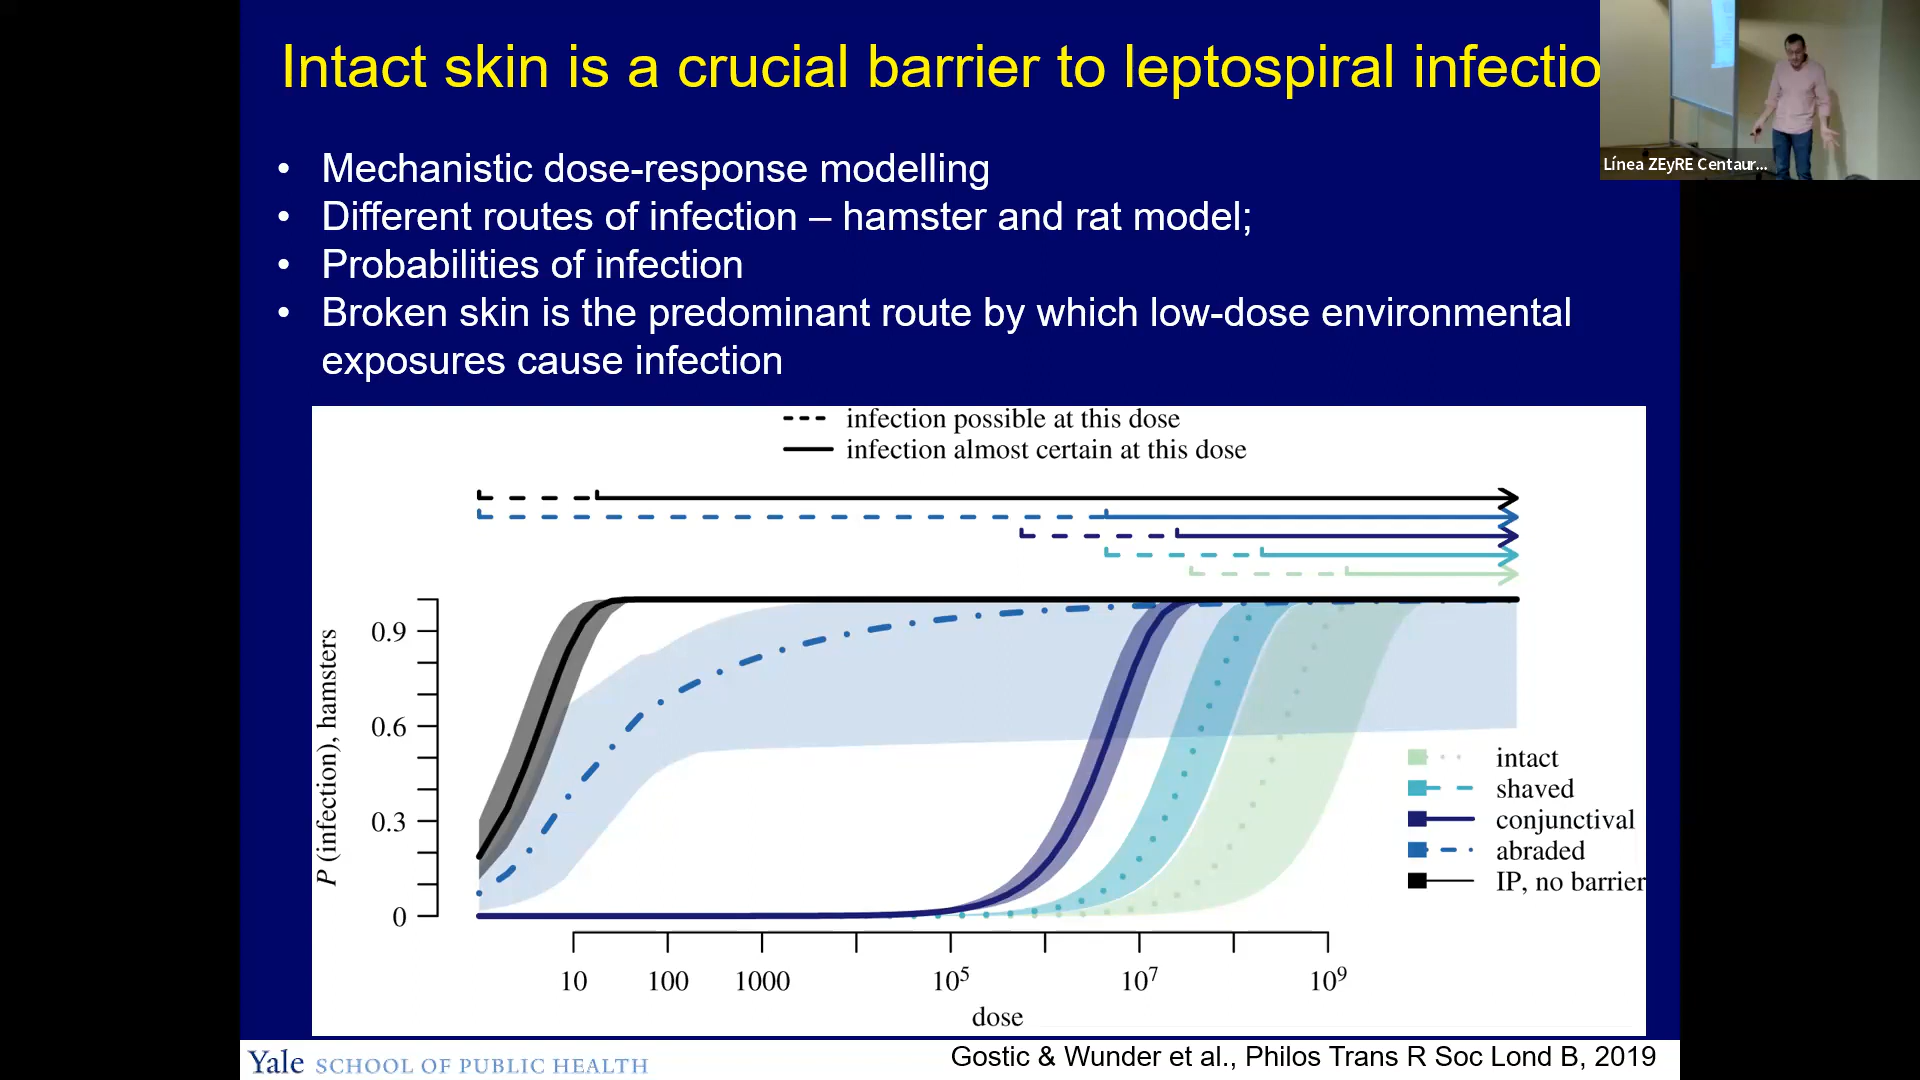 Intact skin is a crucial barrier to leptospiral infectio
Línea ZEyRE Centaur...
• Mechanistic dose-response modelling
• Different routes of infection – hamster and rat model;
• Probabilities of infection
• Broken skin is the predominant route by which low-dose environmental
exposures cause infection
infection possible at this dose
infection almost certain at this dose
P (infection), hamsters
0.9
0.6
0.3
0
intact
shaved
conjunctival
abraded
IP, no barrier
10 100 1000 10⁵ 10⁷ 10⁹
dose
Yale SCHOOL OF PUBLIC HEALTH
Gostic & Wunder et al., Philos Trans R Soc Lond B, 2019